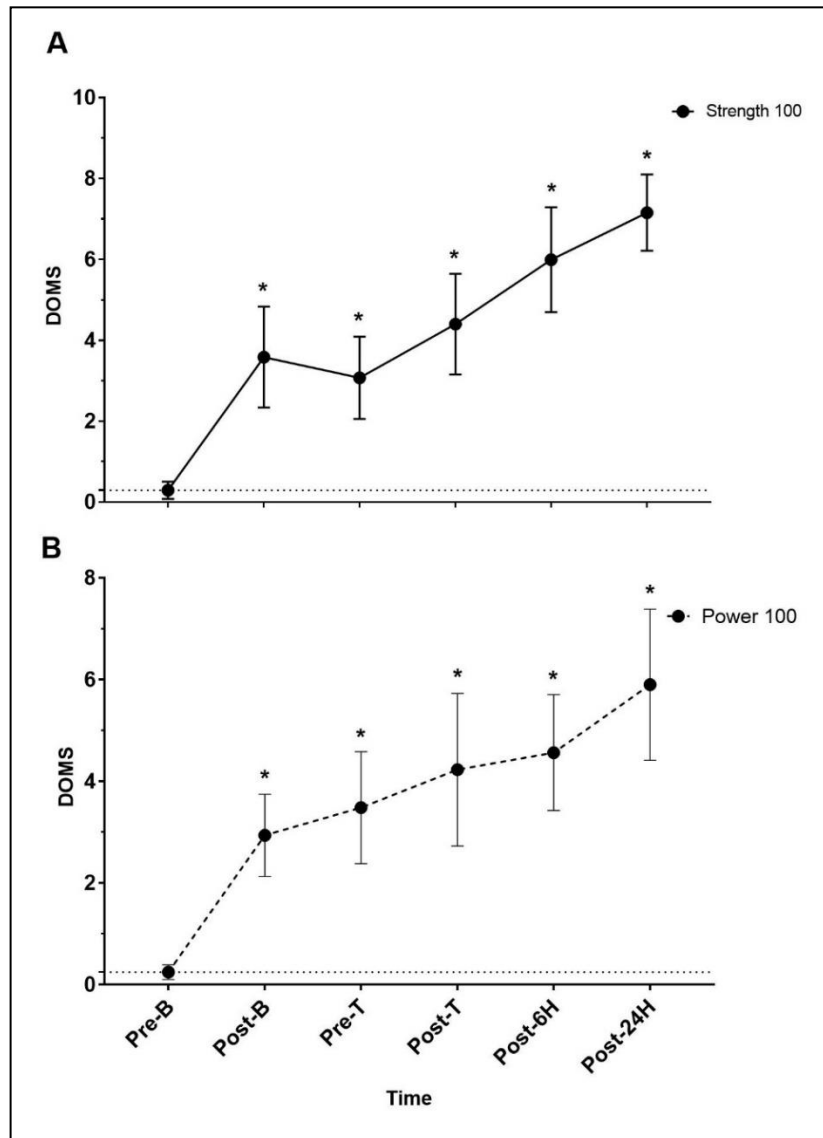 A
10
8
6
4
2
0
DOMS
Strength 100
*
*
*
*
*
B
8
6
4
2
0
DOMS
Power 100
*
*
*
*
*
Pre-B
Post-B
Pre-T
Post-T
Post-6H
Post-24H
Time